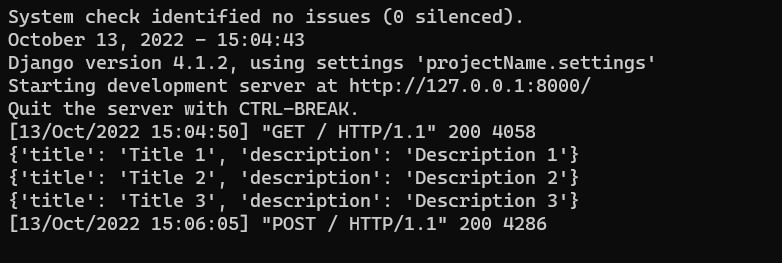 System check identified no issues (0 silenced).
October 13, 2022 - 15:04:43
Django version 4.1.2, using settings 'projectName.settings'
Starting development server at http://127.0.0.1:8000/
Quit the server with CTRL-BREAK.
[13/Oct/2022 15:04:50] "GET / HTTP/1.1" 200 4058
{'title': 'Title 1', 'description': 'Description 1'}
{'title': 'Title 2', 'description': 'Description 2'}
{'title': 'Title 3', 'description': 'Description 3'}
[13/Oct/2022 15:06:05] "POST / HTTP/1.1" 200 4286